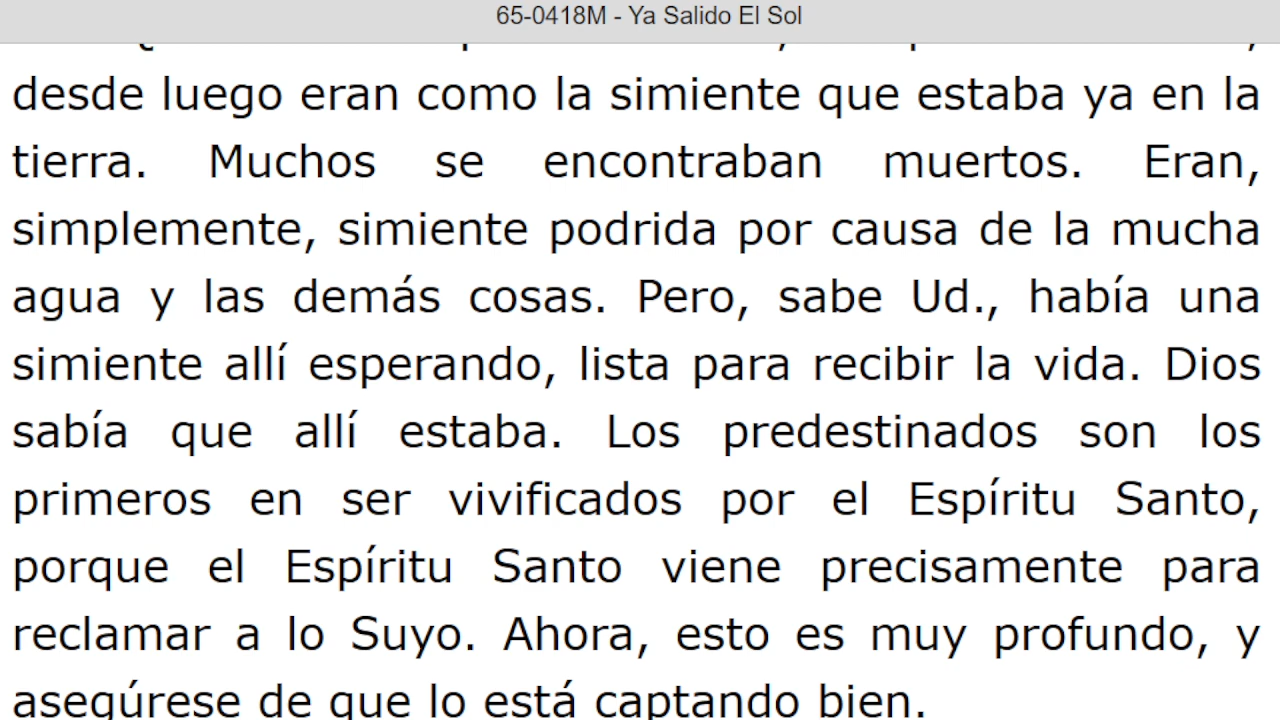 65-0418M - Ya Salido El Sol
desde luego eran como la simiente que estaba ya en la
tierra. Muchos se encontraban muertos. Eran,
simplemente, simiente podrida por causa de la mucha
agua y las demás cosas. Pero, sabe Ud., había una
simiente allí esperando, lista para recibir la vida. Dios
sabía que allí estaba. Los predestinados son los
primeros en ser vivificados por el Espíritu Santo,
porque el Espíritu Santo viene precisamente para
reclamar a lo Suyo. Ahora, esto es muy profundo, y
asegúrese de que lo está captando bien.